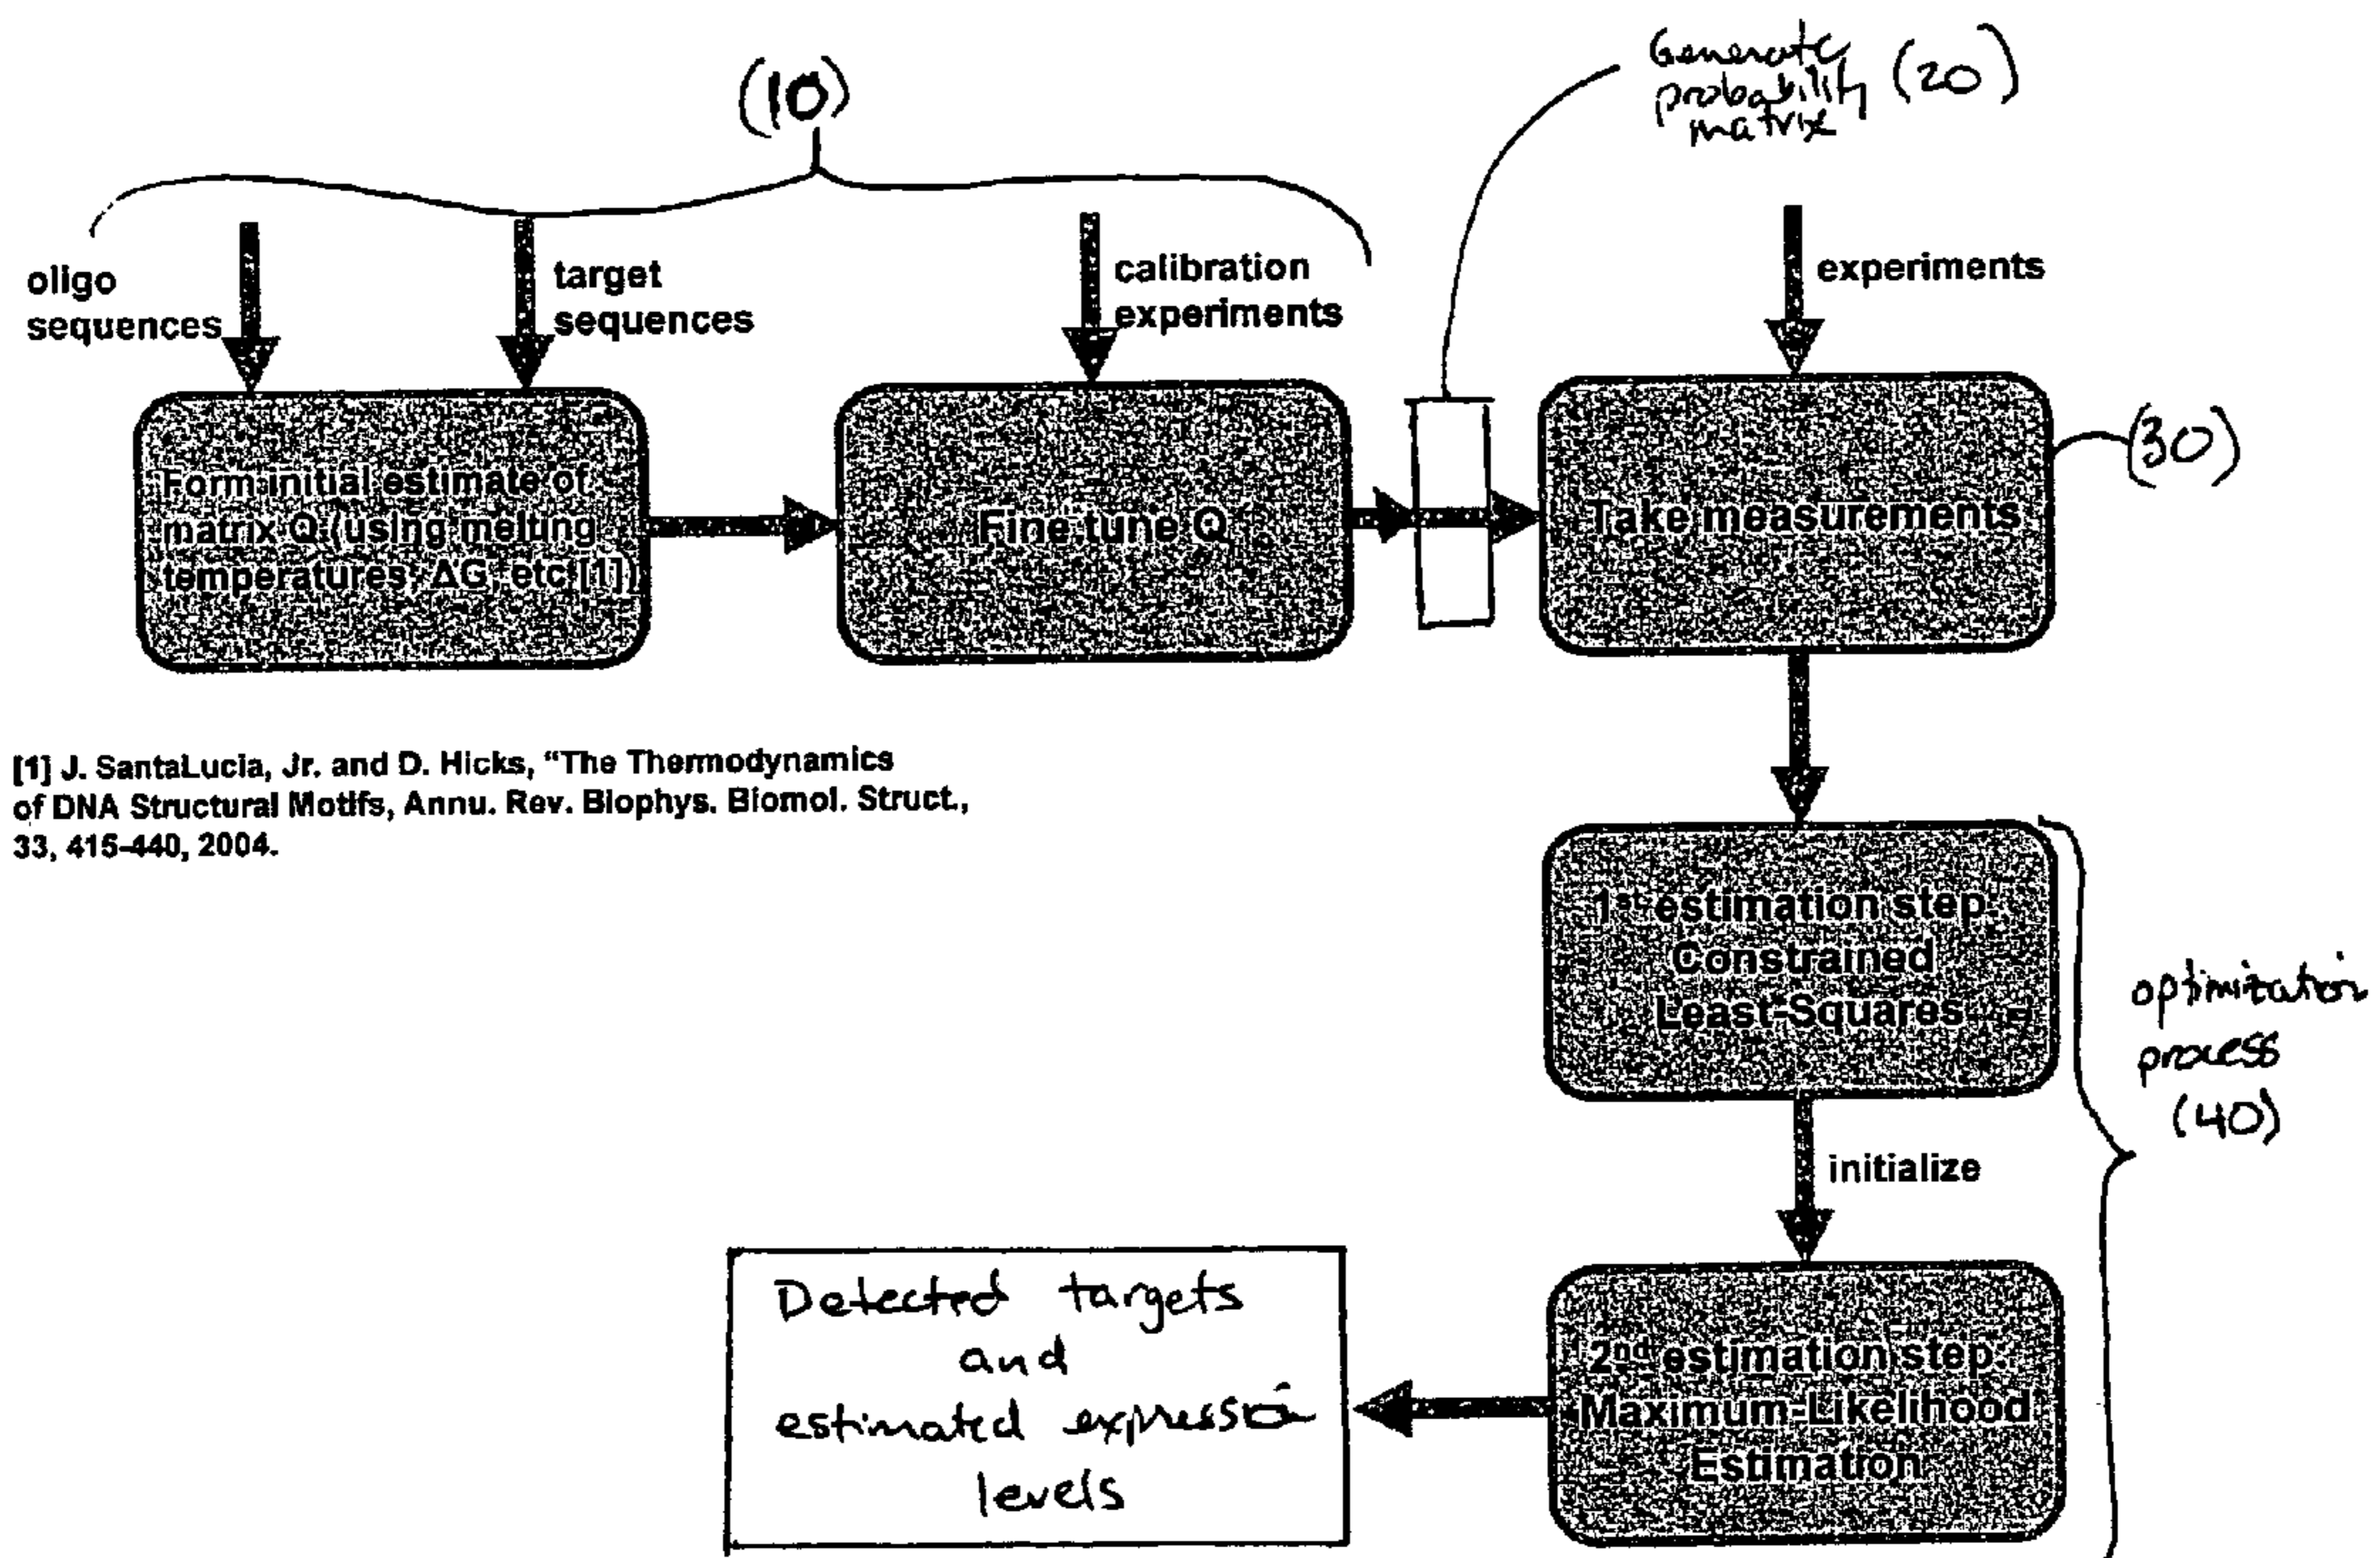 (10)
Generate
probability (20)
matrix
oligo
sequences
target
sequences
calibration
experiments
experiments
Form initial estimate of
matrix Q (using melting
temperatures, ΔG, etc [1])
Fine tune Q
Take measurements
(30)
[1] J. SantaLucia, Jr. and D. Hicks, “The Thermodynamics
of DNA Structural Motifs, Annu. Rev. Biophys. Biomol. Struct.,
33, 415-440, 2004.
1st estimation step:
Constrained
Least-Squares
optimization
process
(40)
initialize
2nd estimation step:
Maximum-Likelihood
Estimation
Detected targets
and
estimated expression
levels